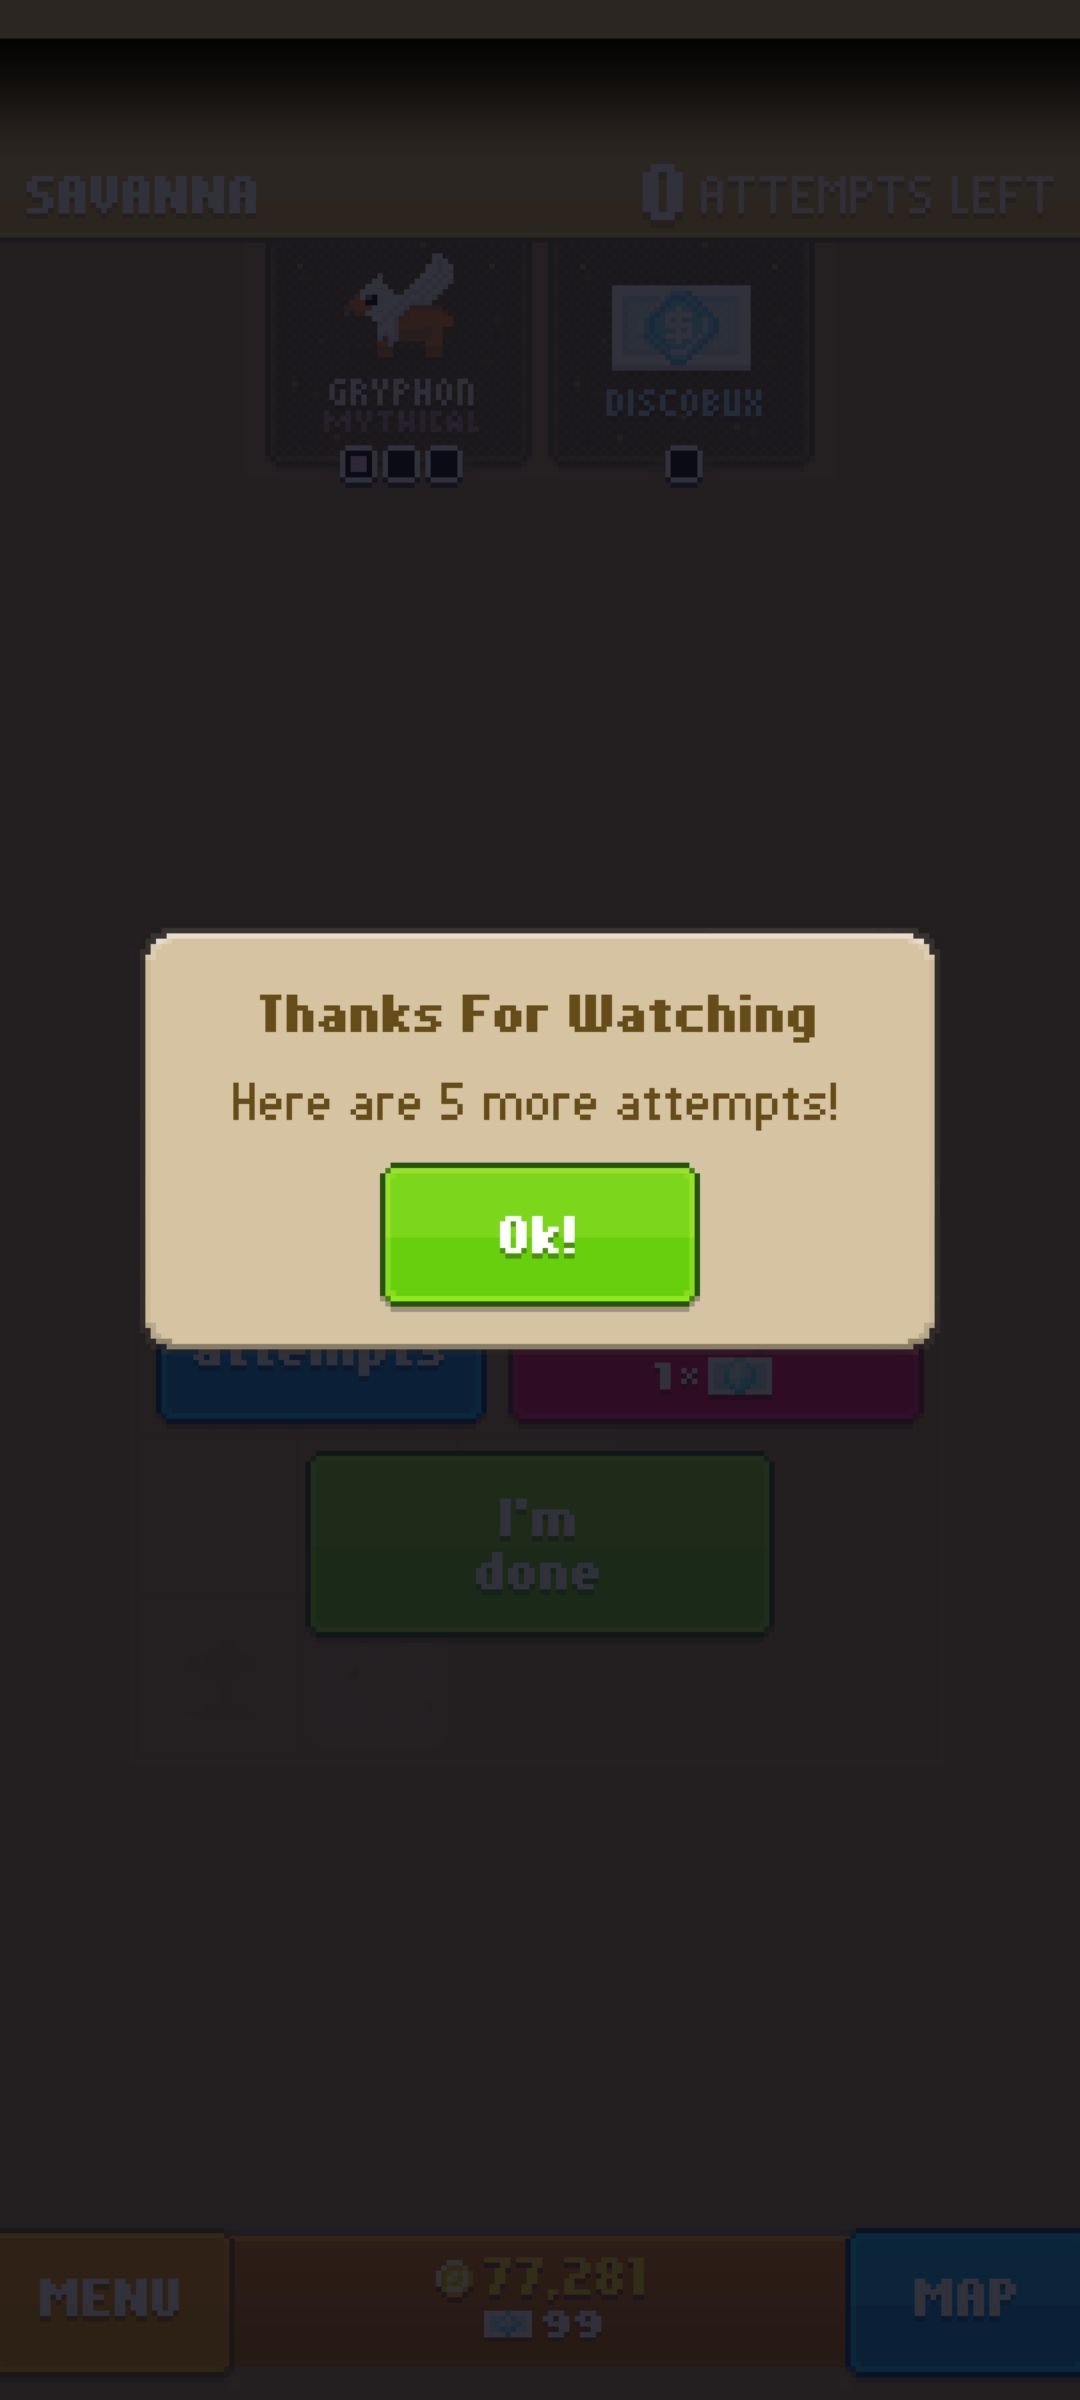 SAVANNA
0 ATTEMPTS LEFT
GRYPHON
MYTHICAL
DISCOBUX
Thanks For Watching
Here are 5 more attempts!
Ok!
attempts
1×
I'm
done
MENU
77,281
99
MAP